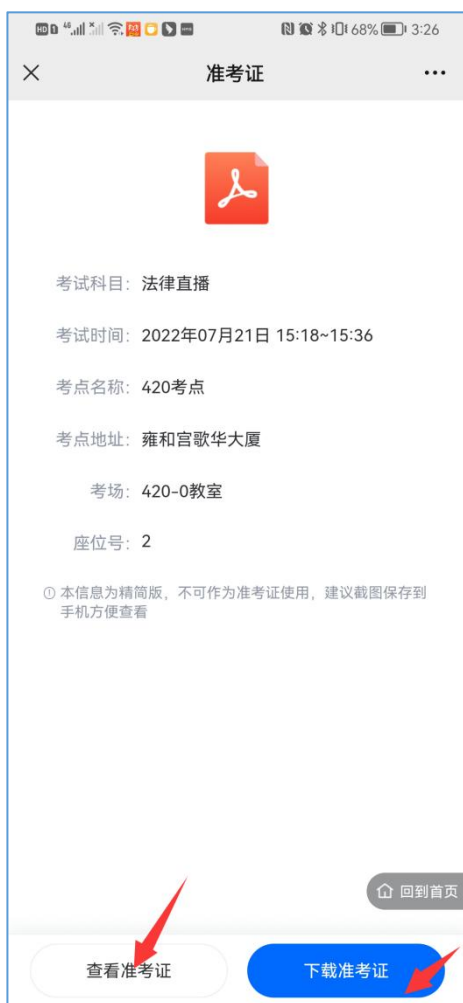 HD 46 68% 3:26
准考证
考试科目: 法律直播
考试时间: 2022年07月21日 15:18~15:36
考点名称: 420考点
考点地址: 雍和宫歌华大厦
考场: 420-0教室
座位号: 2
本信息为精简版，不可作为准考证使用，建议截图保存到
手机方便查看
回到首页
查看准考证 下载准考证